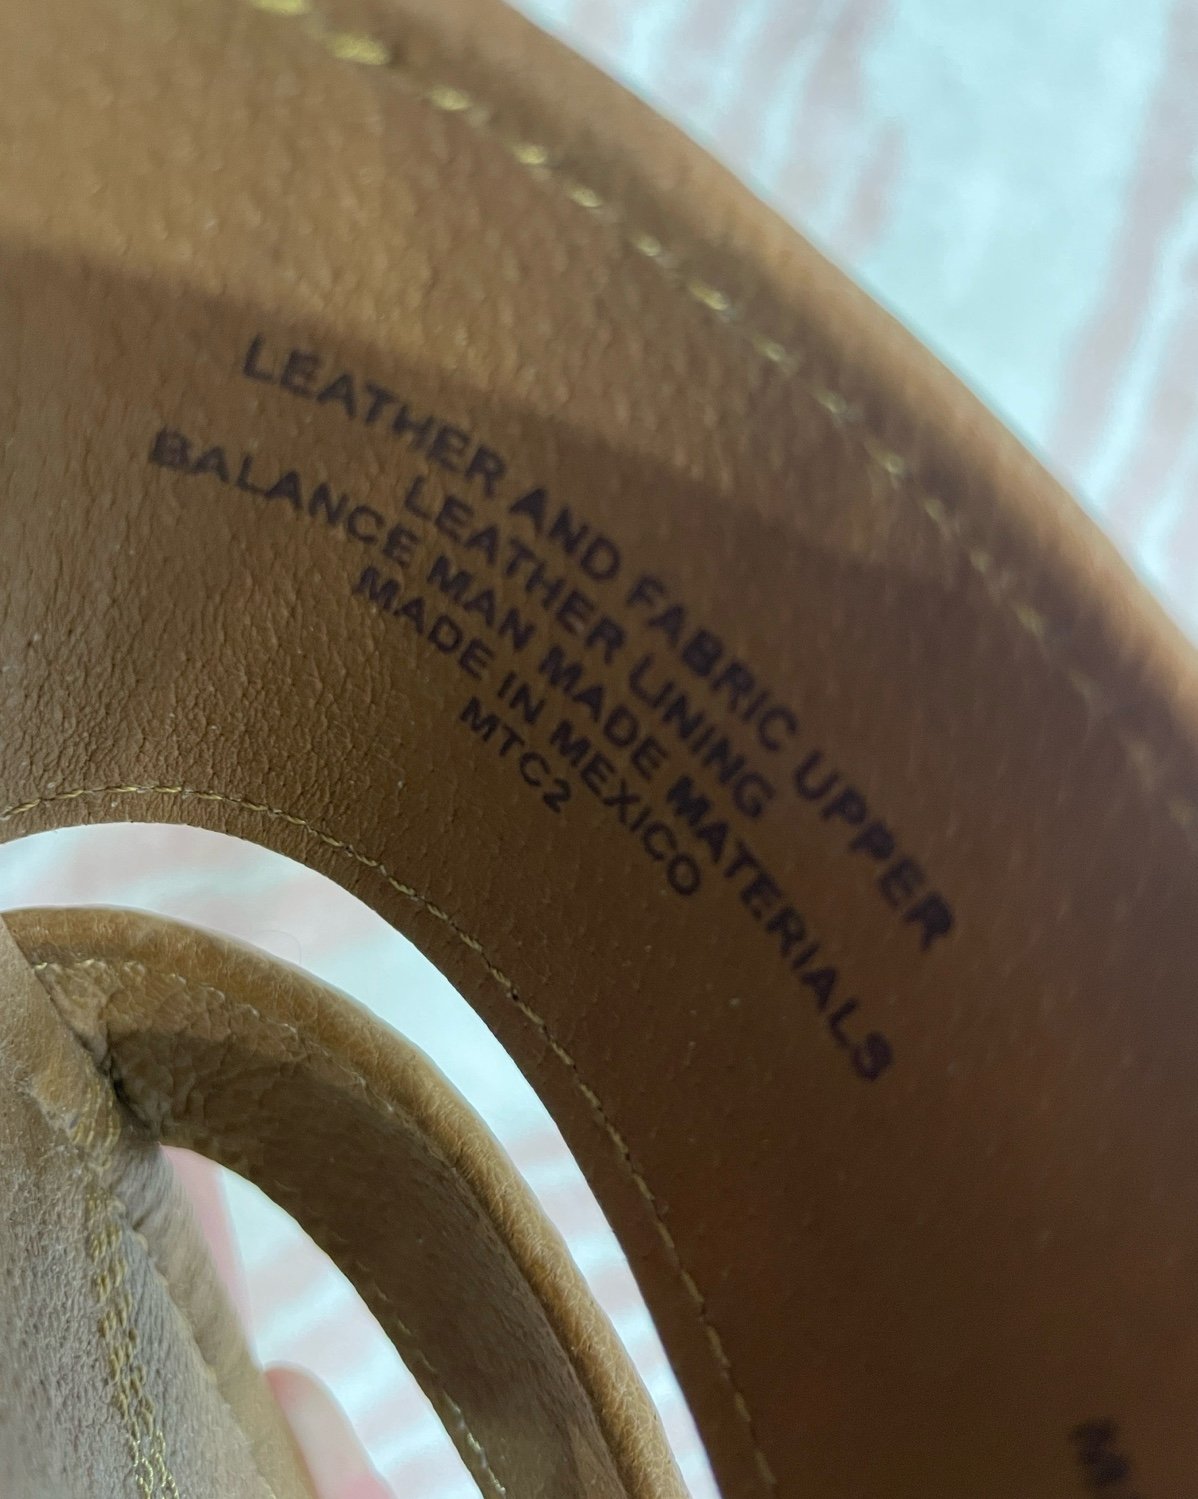 LEATHER AND FABRIC UPPER
LEATHER LINING
BALANCE MAN MADE MATERIALS
MADE IN MEXICO
MTC2